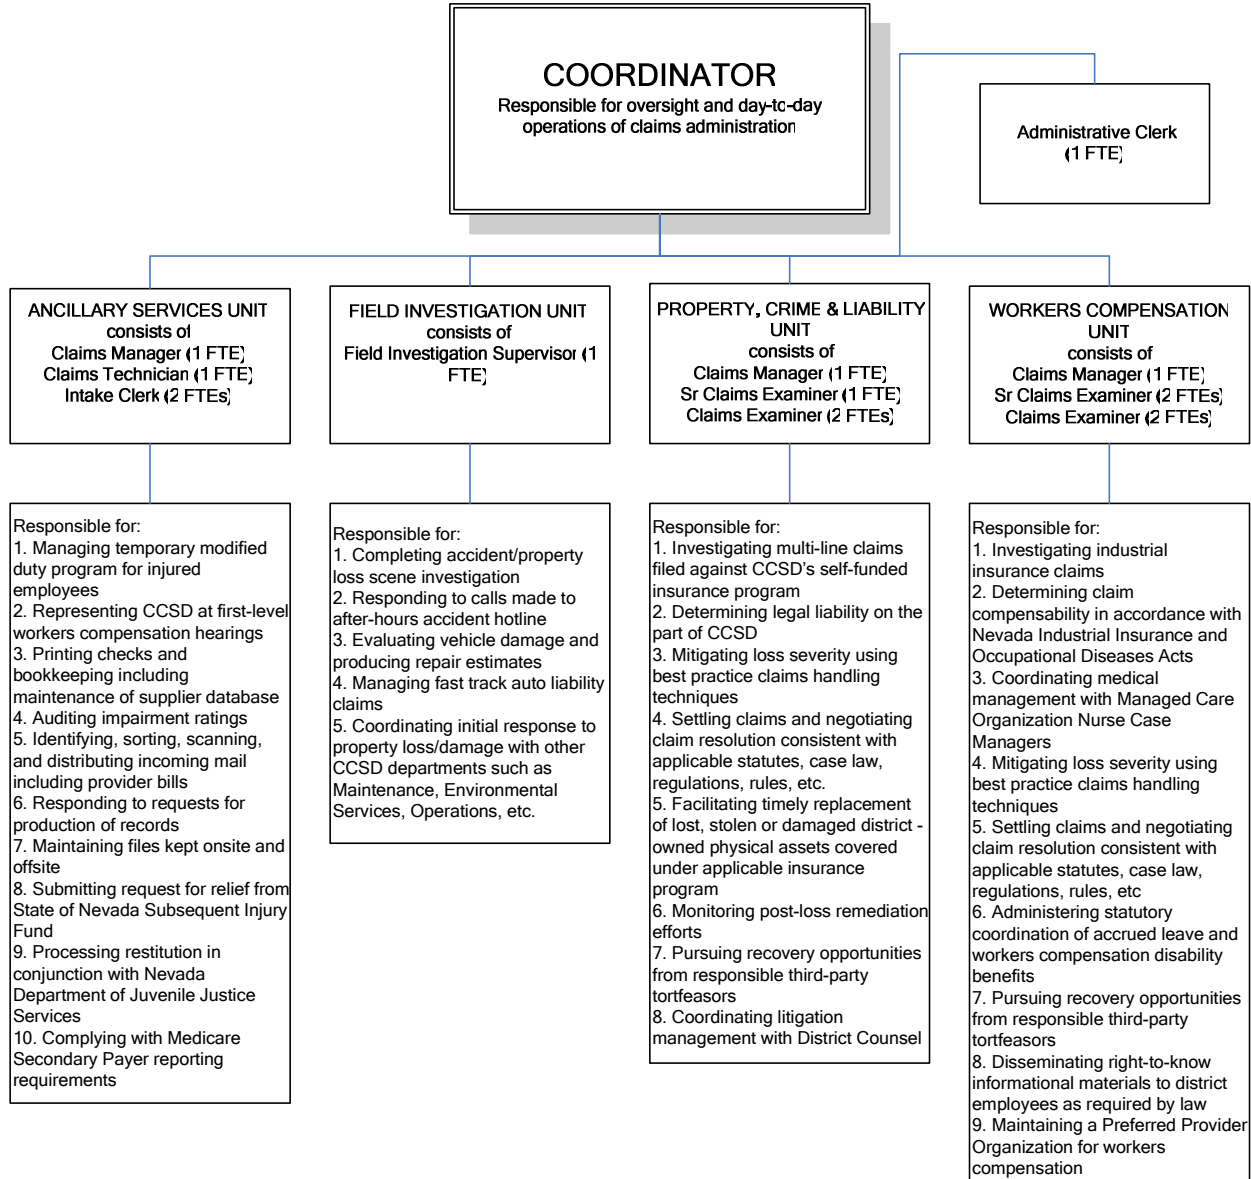 COORDINATOR
Responsible for oversight and day-to-day
operations of claims administration
Administrative Clerk
(1 FTE)
ANCILLARY SERVICES UNIT
consists of
Claims Manager (1 FTE)
Claims Technician (1 FTE)
Intake Clerk (2 FTEs)
FIELD INVESTIGATION UNIT
consists of
Field Investigation Supervisor (1
FTE)
PROPERTY, CRIME & LIABILITY
UNIT
consists of
Claims Manager (1 FTE)
Sr Claims Examiner (1 FTE)
Claims Examiner (2 FTEs)
WORKERS COMPENSATION
UNIT
consists of
Claims Manager (1 FTE)
Sr Claims Examiner (2 FTEs)
Claims Examiner (2 FTEs)
Responsible for:
1. Managing temporary modified
duty program for injured
employees
2. Representing CCSD at first-level
workers compensation hearings
3. Printing checks and
bookkeeping including
maintenance of supplier database
4. Auditing impairment ratings
5. Identifying, sorting, scanning,
and distributing incoming mail
including provider bills
6. Responding to requests for
production of records
7. Maintaining files kept onsite and
offsite
8. Submitting request for relief from
State of Nevada Subsequent Injury
Fund
9. Processing restitution in
conjunction with Nevada
Department of Juvenile Justice
Services
10. Complying with Medicare
Secondary Payer reporting
requirements
Responsible for:
1. Completing accident/property
loss scene investigation
2. Responding to calls made to
after-hours accident hotline
3. Evaluating vehicle damage and
producing repair estimates
4. Managing fast track auto liability
claims
5. Coordinating initial response to
property loss/damage with other
CCSD departments such as
Maintenance, Environmental
Services, Operations, etc.
Responsible for:
1. Investigating multi-line claims
filed against CCSD's self-funded
insurance program
2. Determining legal liability on the
part of CCSD
3. Mitigating loss severity using
best practice claims handling
techniques
4. Settling claims and negotiating
claim resolution consistent with
applicable statutes, case law,
regulations, rules, etc.
5. Facilitating timely replacement
of lost, stolen or damaged district -
owned physical assets covered
under applicable insurance
program
6. Monitoring post-loss remediation
efforts
7. Pursuing recovery opportunities
from responsible third-party
tortfeasors
8. Coordinating litigation
management with District Counsel
Responsible for:
1. Investigating industrial
insurance claims
2. Determining claim
compensability in accordance with
Nevada Industrial Insurance and
Occupational Diseases Acts
3. Coordinating medical
management with Managed Care
Organization Nurse Case
Managers
4. Mitigating loss severity using
best practice claims handling
techniques
5. Settling claims and negotiating
claim resolution consistent with
applicable statutes, case law,
regulations, rules, etc
6. Administering statutory
coordination of accrued leave and
workers compensation disability
benefits
7. Pursuing recovery opportunities
from responsible third-party
tortfeasors
8. Disseminating right-to-know
informational materials to district
employees as required by law
9. Maintaining a Preferred Provider
Organization for workers
compensation